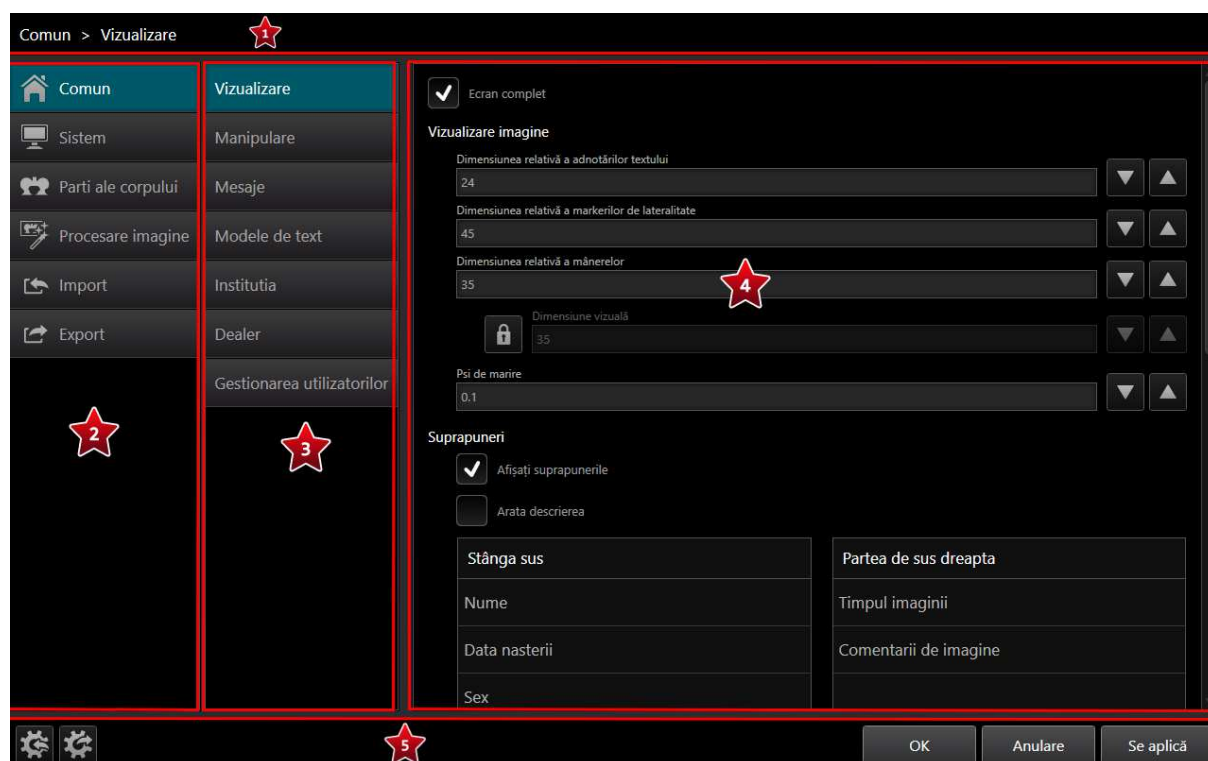 Comun > Vizualizare
1
Comun
Sistem
Parti ale corpului
Procesare imagine
Import
Export
2
Vizualizare
Manipulare
Mesaje
Modele de text
Institutia
Dealer
Gestionarea utilizatorilor
3
Ecran complet
Vizualizare imagine
Dimensiunea relativă a adnotărilor textului
24
Dimensiunea relativă a markerilor de lateralitate
45
Dimensiunea relativă a mânerelor
35
4
Dimensiune vizuală
35
Psi de marire
0.1
Suprapuneri
Afișați suprapunerile
Arata descrierea
Stânga sus
Nume
Data nasterii
Sex
Partea de sus dreapta
Timpul imaginii
Comentarii de imagine
5
OK
Anulare
Se aplică